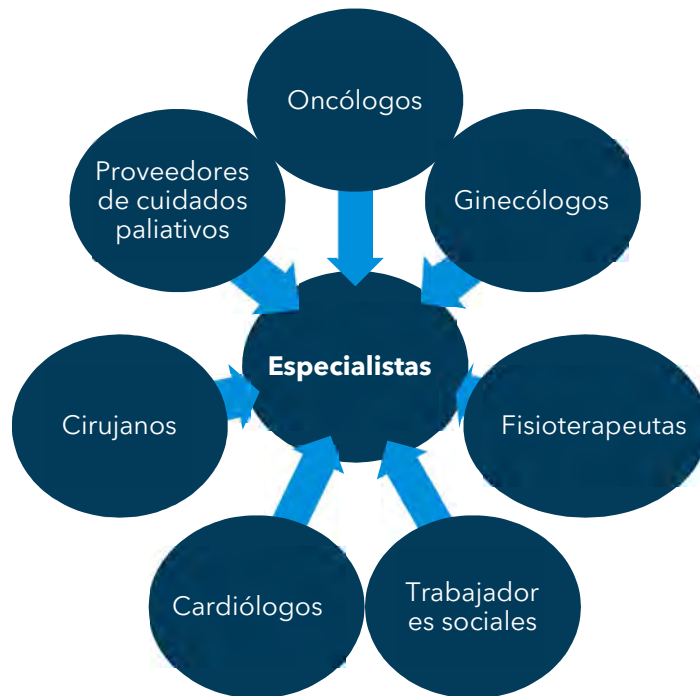 Oncólogos
Proveedores
de cuidados
paliativos
Ginecólogos
Especialistas
Cirujanos
Fisioterapeutas
Cardiólogos
Trabajador
es sociales